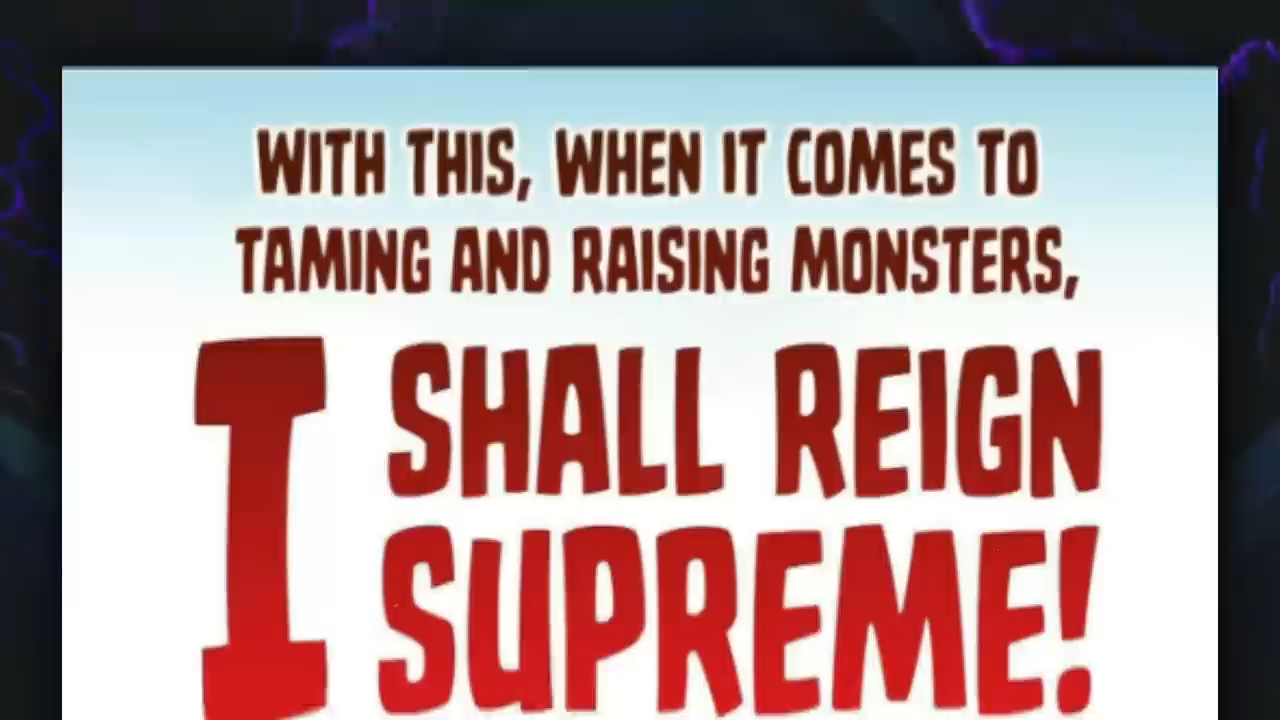 WITH THIS, WHEN IT COMES TO
TAMING AND RAISING MONSTERS,
I SHALL REIGN
SUPREME!